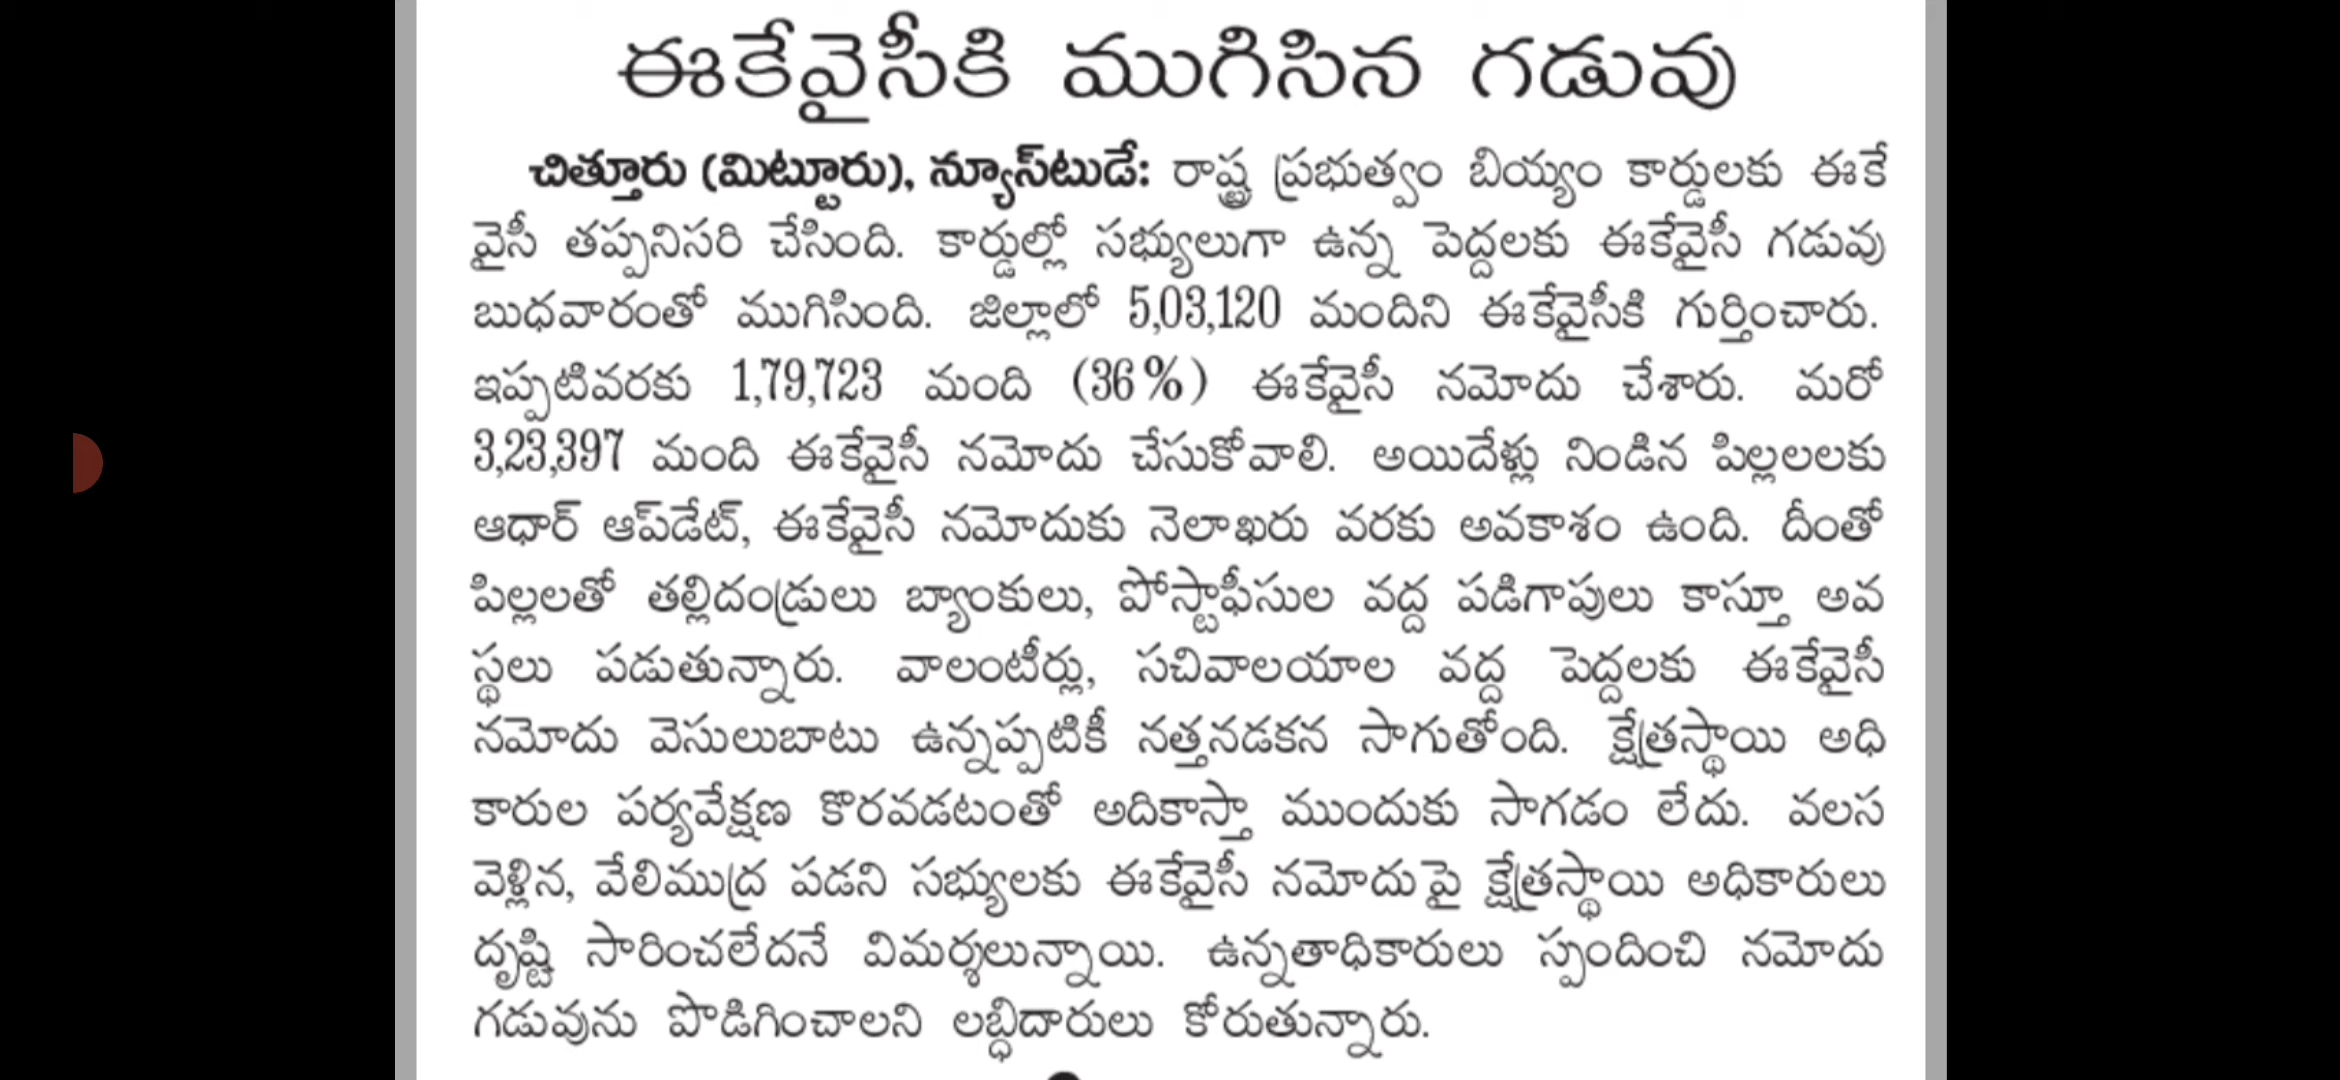 ఈకేవైసీకి ముగిసిన గడువు
చిత్తూరు (మిట్టూరు), న్యూస్‌టుడే: రాష్ట్ర ప్రభుత్వం బియ్యం కార్డులకు ఈకే
వైసీ తప్పనిసరి చేసింది. కార్డుల్లో సభ్యులుగా ఉన్న పెద్దలకు ఈకేవైసీ గడువు
బుధవారంతో ముగిసింది. జిల్లాలో 5,03,120 మందిని ఈకేవైసీకి గుర్తించారు.
ఇప్పటివరకు 1,79,723 మంది (36%) ఈకేవైసీ నమోదు చేశారు. మరో
3,23,397 మంది ఈకేవైసీ నమోదు చేసుకోవాలి. అయిదేళ్లు నిండిన పిల్లలలకు
ఆధార్ ఆప్‌డేట్, ఈకేవైసీ నమోదుకు నెలాఖరు వరకు అవకాశం ఉంది. దీంతో
పిల్లలతో తల్లిదండ్రులు బ్యాంకులు, పోస్టాఫీసుల వద్ద పడిగాపులు కాస్తూ అవ
స్థలు పడుతున్నారు. వాలంటీర్లు, సచివాలయాల వద్ద పెద్దలకు ఈకేవైసీ
నమోదు వెసులుబాటు ఉన్నప్పటికీ నత్తనడకన సాగుతోంది. క్షేత్రస్థాయి అధి
కారుల పర్యవేక్షణ కొరవడటంతో అదికాస్తా ముందుకు సాగడం లేదు. వలస
వెళ్లిన, వేలిముద్ర పడని సభ్యులకు ఈకేవైసీ నమోదుపై క్షేత్రస్థాయి అధికారులు
దృష్టి సారించలేదనే విమర్శలున్నాయి. ఉన్నతాధికారులు స్పందించి నమోదు
గడువును పొడిగించాలని లబ్ధిదారులు కోరుతున్నారు.